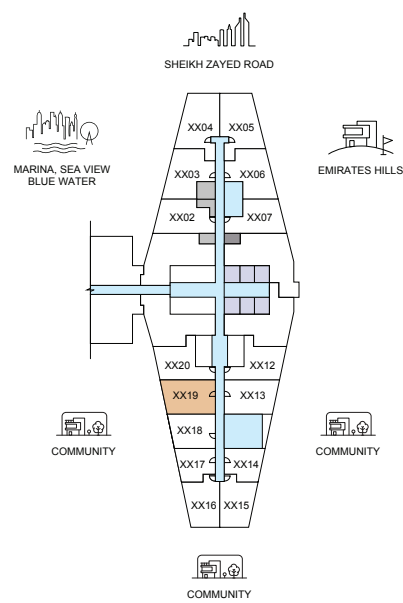 SHEIKH ZAYED ROAD
XX04 XX05
MARINA, SEA VIEW
BLUE WATER
EMIRATES HILLS
XX03 XX06
XX02 XX07
XX20 XX12
XX19 XX13
XX18
XX17 XX14
COMMUNITY
COMMUNITY
XX16 XX15
COMMUNITY